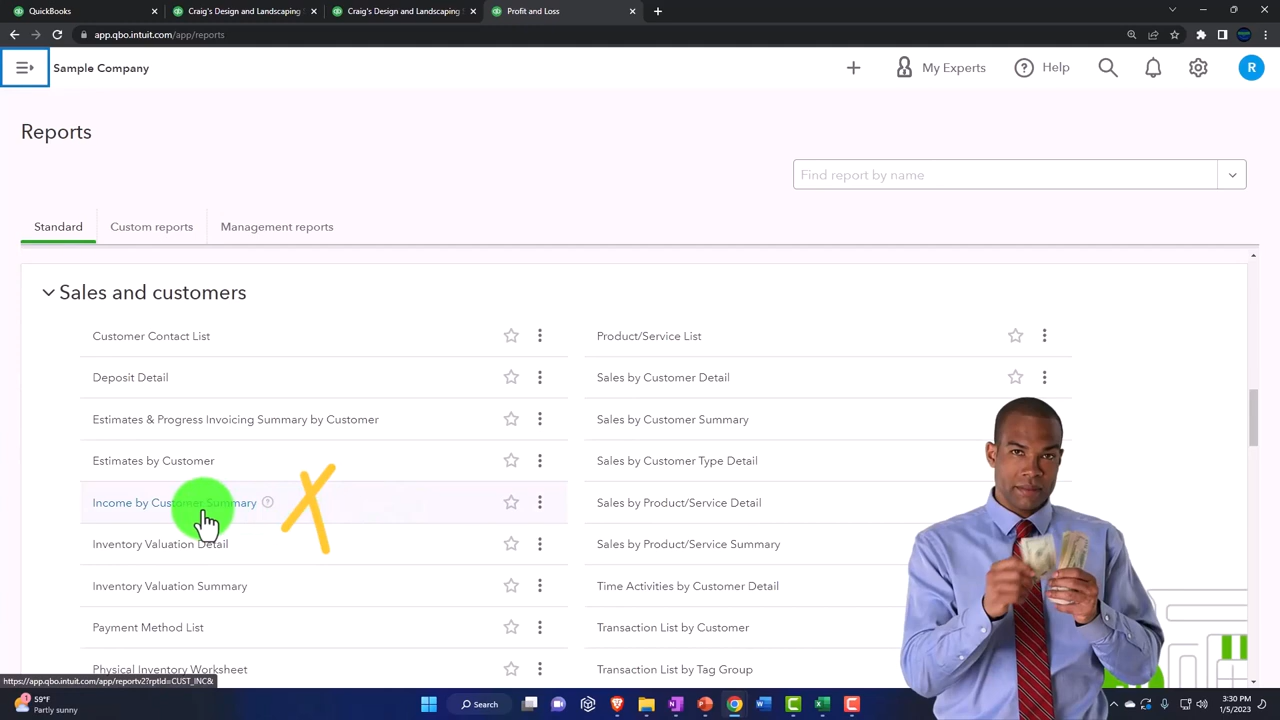 QuickBooks
Craig's Design and Landscaping
Craig's Design and Landscaping
Profit and Loss
app.qbo.intuit.com/app/reports
Sample Company
My Experts
Help
R
Reports
Find report by name
Standard
Custom reports
Management reports
Sales and customers
Customer Contact List
Product/Service List
Deposit Detail
Sales by Customer Detail
Estimates & Progress Invoicing Summary by Customer
Sales by Customer Summary
Estimates by Customer
Sales by Customer Type Detail
Income by Customer Summary
Sales by Product/Service Detail
Inventory Valuation Detail
Sales by Product/Service Summary
Inventory Valuation Summary
Time Activities by Customer Detail
Payment Method List
Transaction List by Customer
Physical Inventory Worksheet
Transaction List by Tag Group
https://app.qbo.intuit.com/app/reportv2?rptId=CUST_INC&
59°F
Partly sunny
Search
3:30 PM
1/5/2023